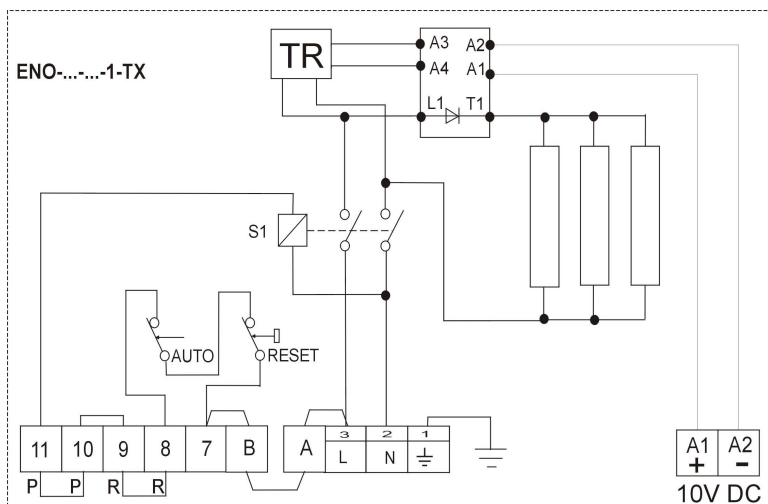 ENO-...-...-1-TX
TR
A3 A2
A4 A1
L1 T1
S1
AUTO RESET
11 10 9 8 7 B A 3 2 1
L N
P P R R
A1 A2
+ -
10V DC